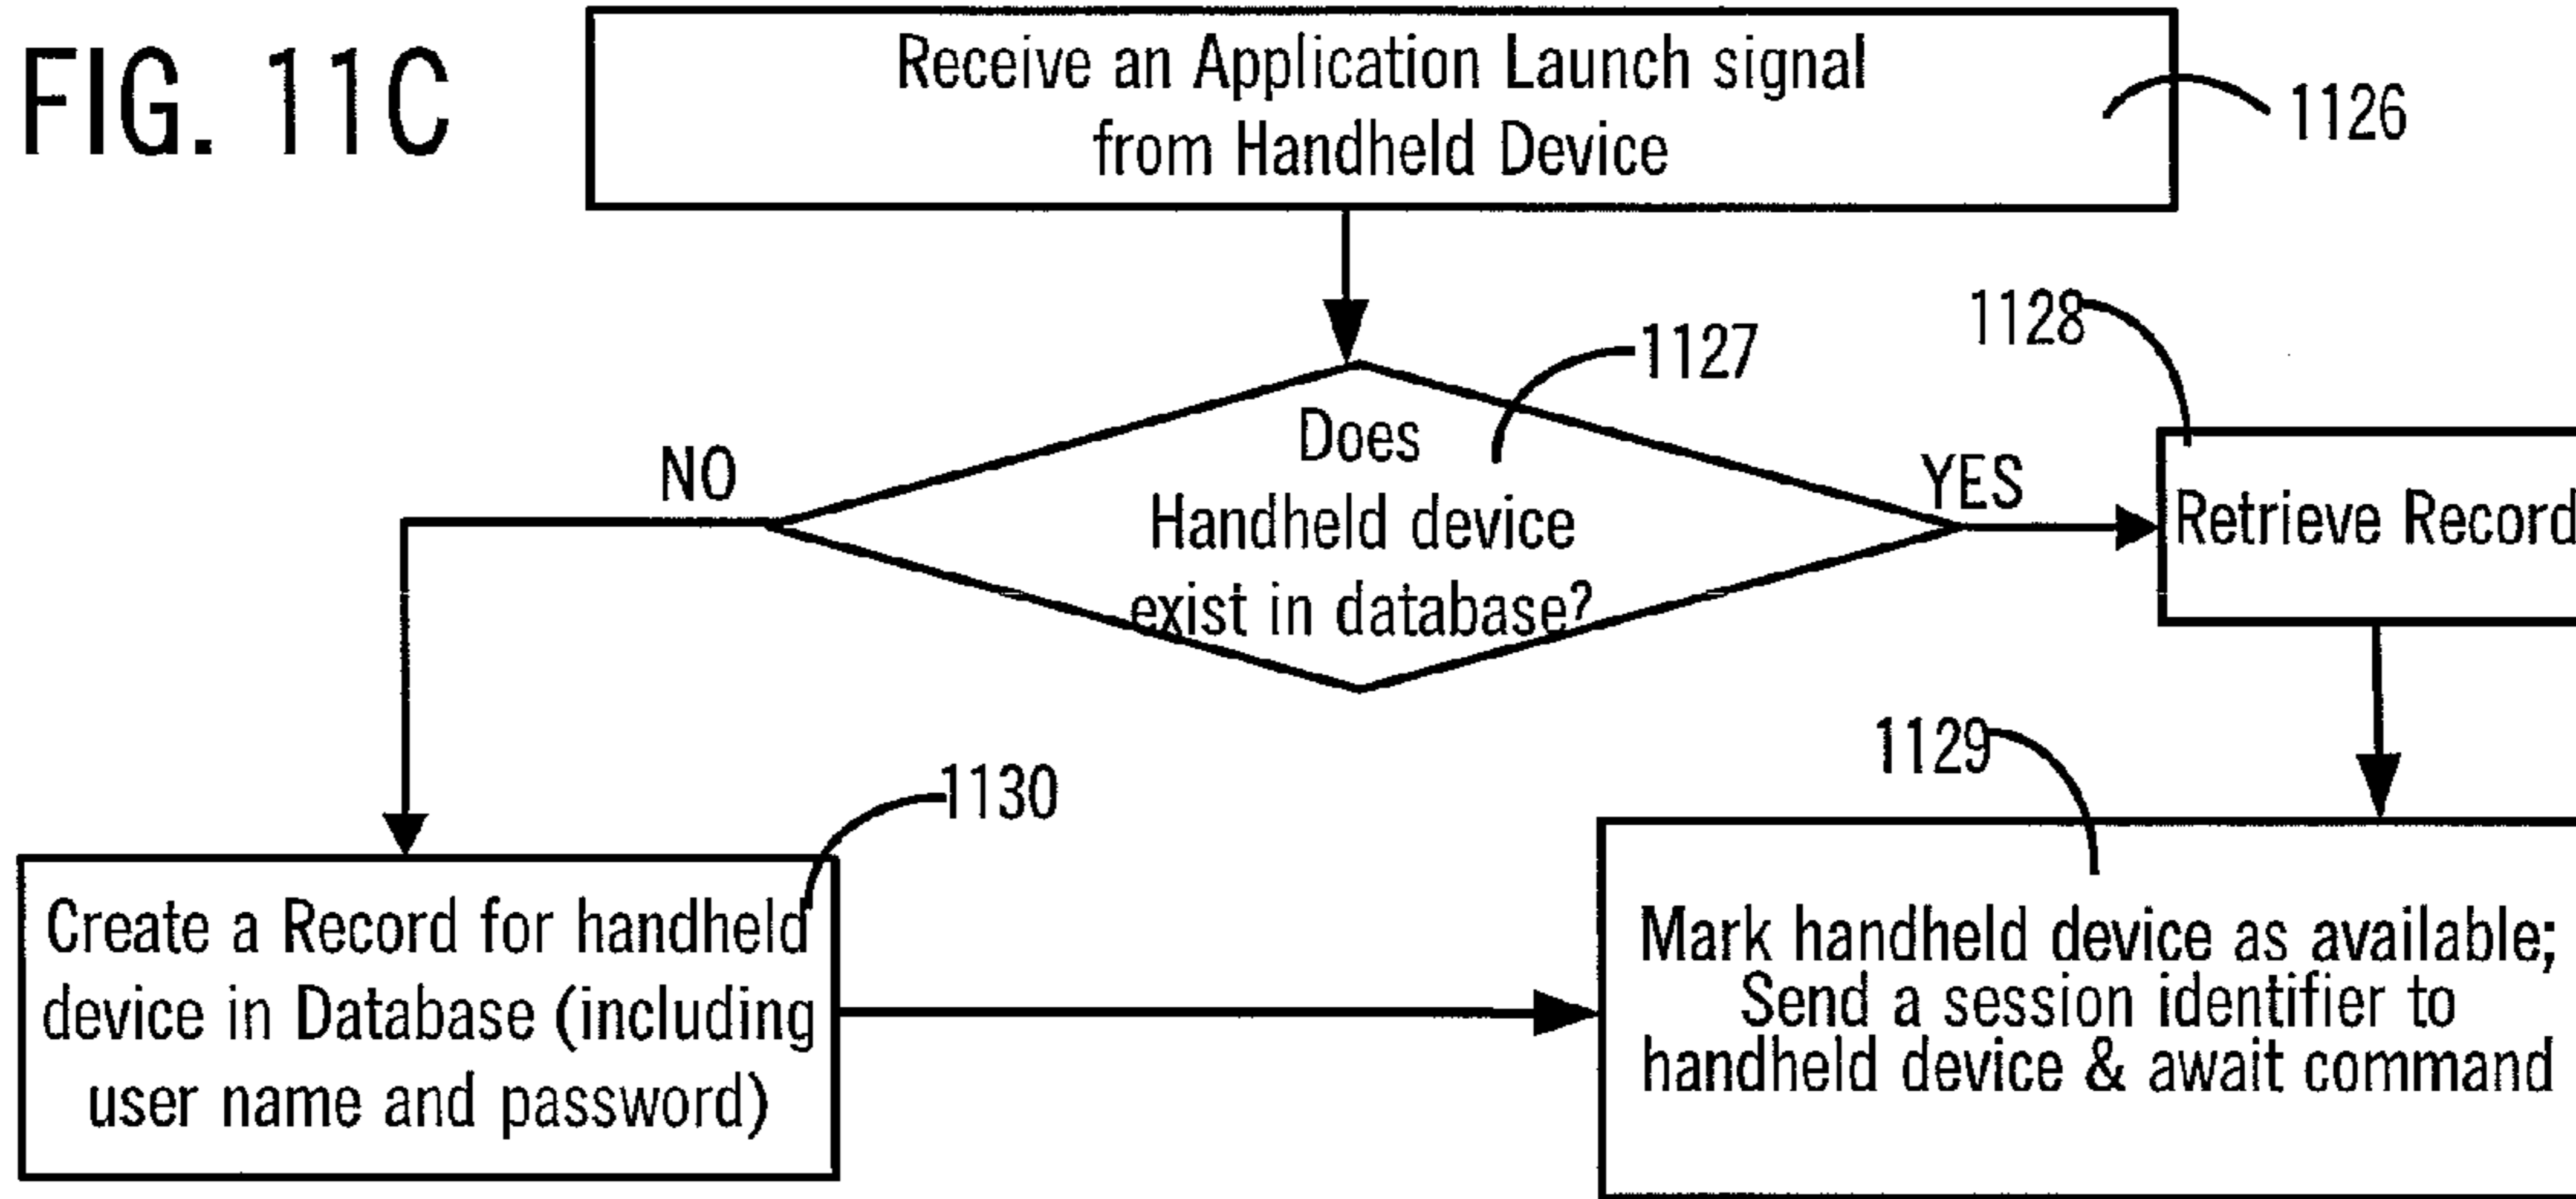 FIG. 11C
Receive an Application Launch signal
from Handheld Device
1126
1127
Does
Handheld device
exist in database?
NO
YES
1128
Retrieve Record
1130
Create a Record for handheld
device in Database (including
user name and password)
1129
Mark handheld device as available;
Send a session identifier to
handheld device & await command